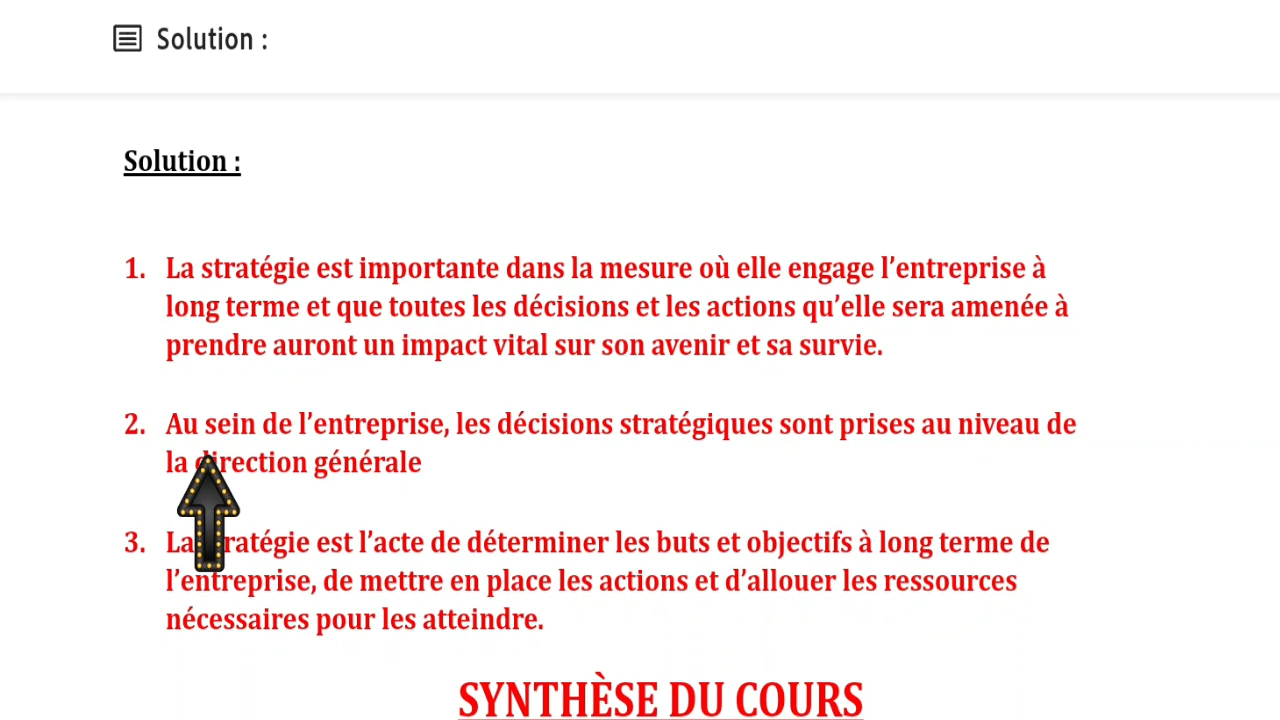 Solution :
Solution :
1. La stratégie est importante dans la mesure où elle engage l’entreprise à
long terme et que toutes les décisions et les actions qu’elle sera amenée à
prendre auront un impact vital sur son avenir et sa survie.
2. Au sein de l’entreprise, les décisions stratégiques sont prises au niveau de
la direction générale
3. La stratégie est l’acte de déterminer les buts et objectifs à long terme de
l’entreprise, de mettre en place les actions et d’allouer les ressources
nécessaires pour les atteindre.
SYNTHÈSE DU COURS